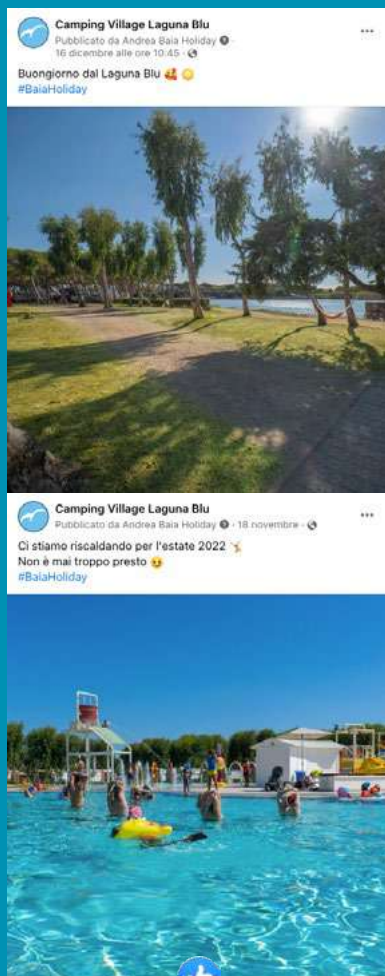 Camping Village Laguna Blu
Pubblicato da Andrea Baia Holiday ·
16 dicembre alle ore 10:45 ·
Buongiorno dal Laguna Blu 🥰 🌞
#BaiaHoliday
Camping Village Laguna Blu
Pubblicato da Andrea Baia Holiday · 18 novembre ·
Ci stiamo riscaldando per l'estate 2022 🤸
Non è mai troppo presto 😉
#BaiaHoliday